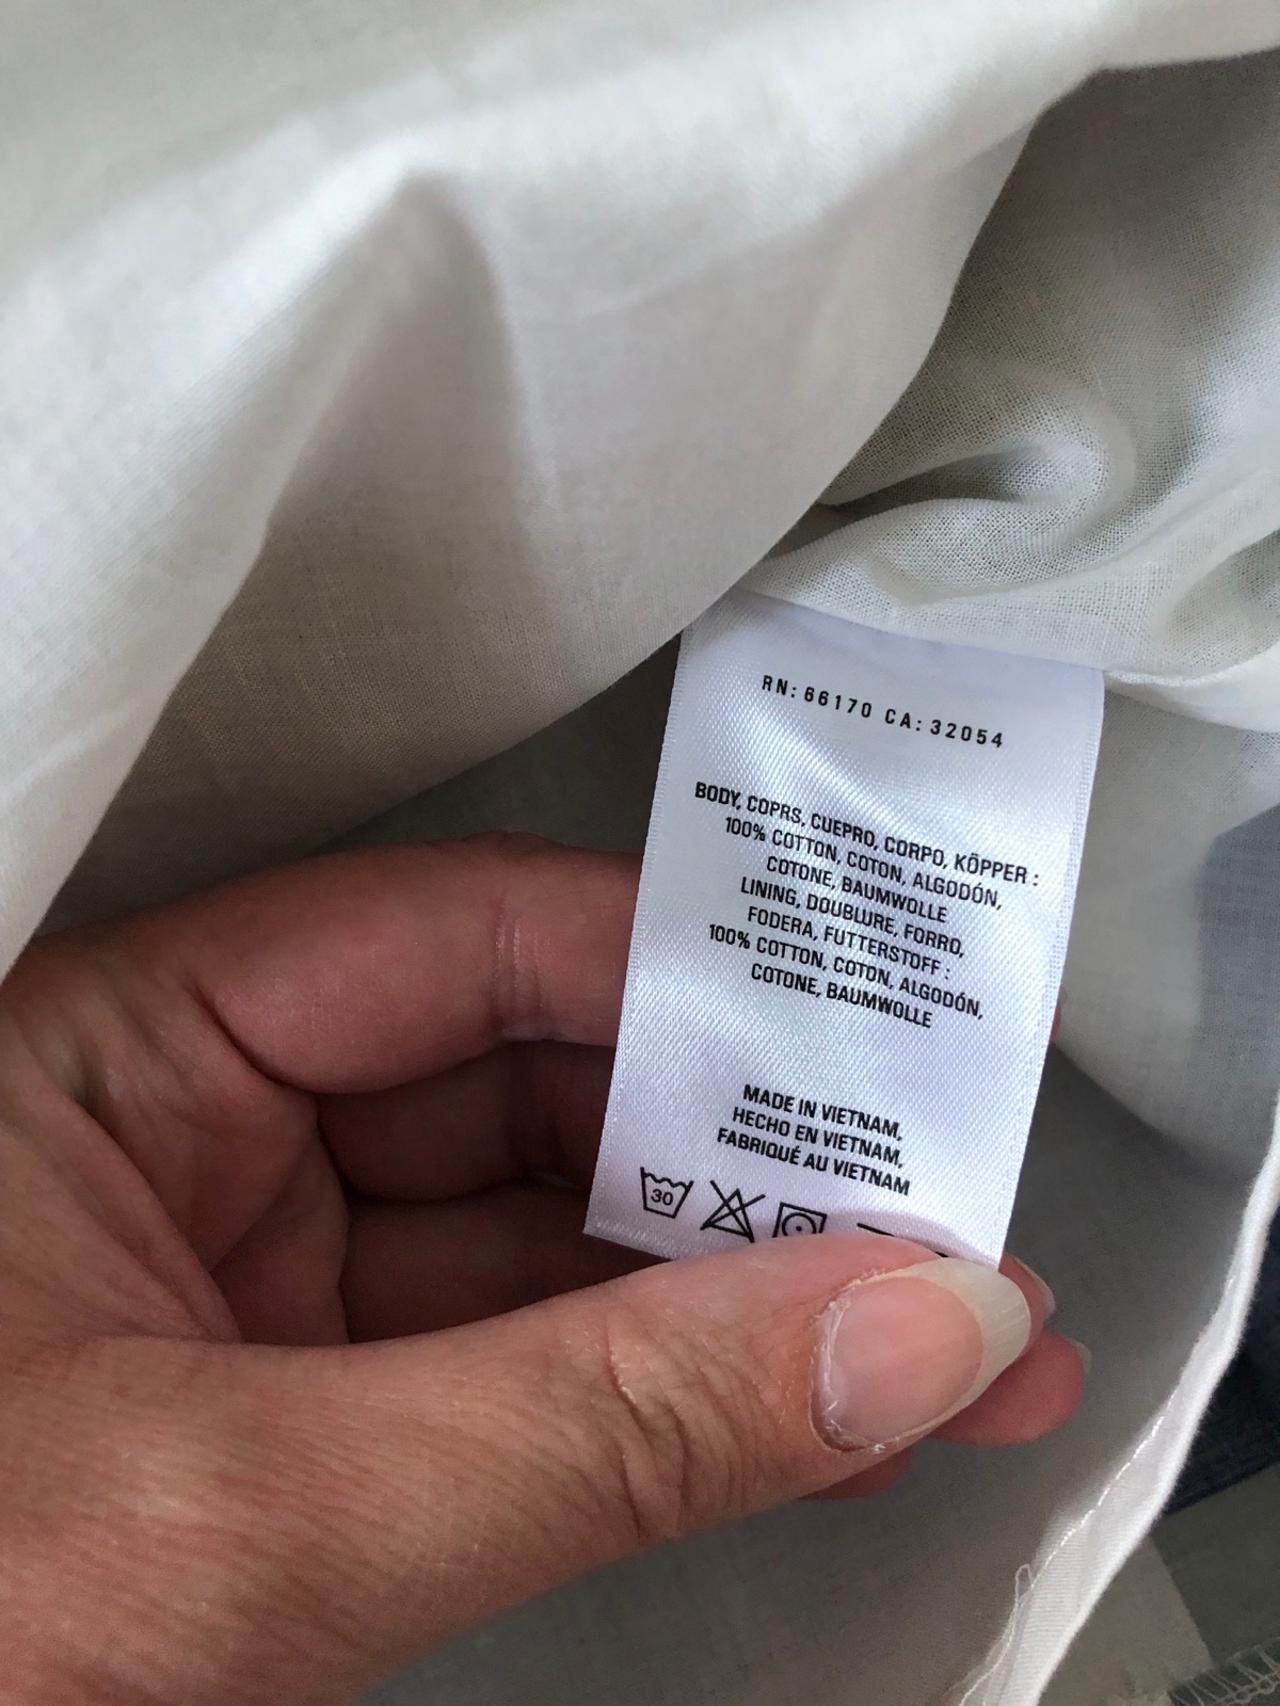 RN: 66170 CA: 32054
BODY, COPRS, CUEPRO, CORPO, KÖPPER :
100% COTTON, COTON, ALGODÓN,
COTONE, BAUMWOLLE
LINING, DOUBLURE, FORRO,
FODERA, FUTTERSTOFF :
100% COTTON, COTON, ALGODÓN,
COTONE, BAUMWOLLE
MADE IN VIETNAM,
HECHO EN VIETNAM,
FABRIQUÉ AU VIETNAM
30